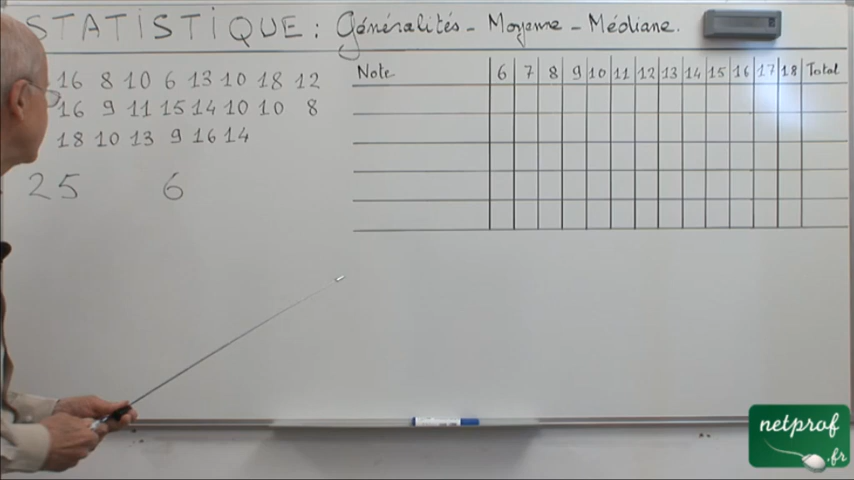 STATISTIQUE : Généralités - Moyenne - Médiane.
16 8 10 6 13 10 18 12
16 9 11 15 14 10 10 8
18 10 13 9 16 14
25 6
Note 6 7 8 9 10 11 12 13 14 15 16 17 18 Total
netprof
.fr